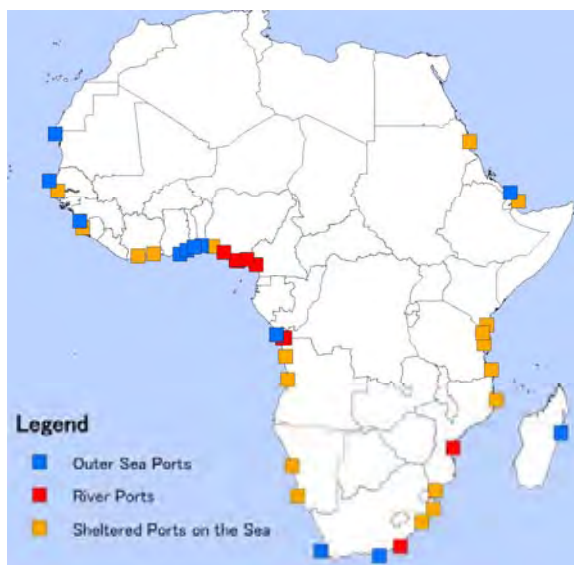 Legend
Outer Sea Ports
River Ports
Sheltered Ports on the Sea